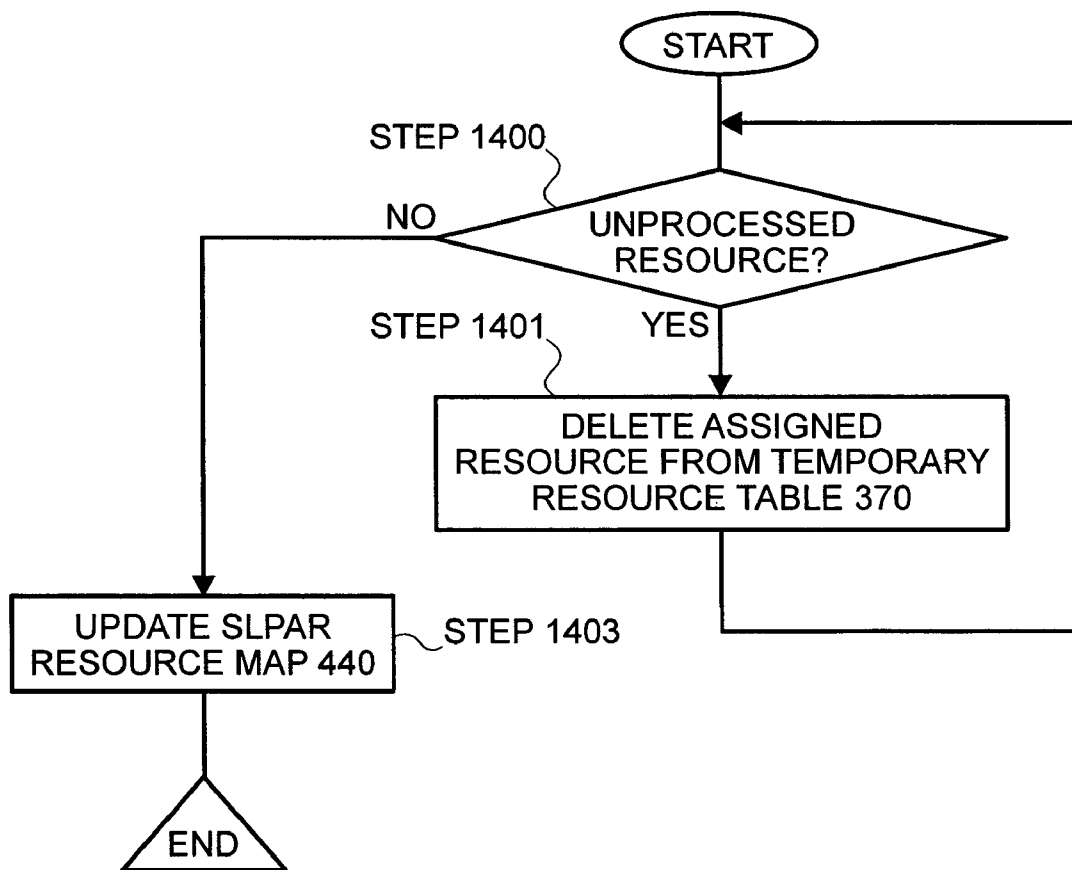 START
STEP 1400
NO
UNPROCESSED
RESOURCE?
STEP 1401
YES
DELETE ASSIGNED
RESOURCE FROM TEMPORARY
RESOURCE TABLE 370
UPDATE SLPAR
RESOURCE MAP 440
STEP 1403
END